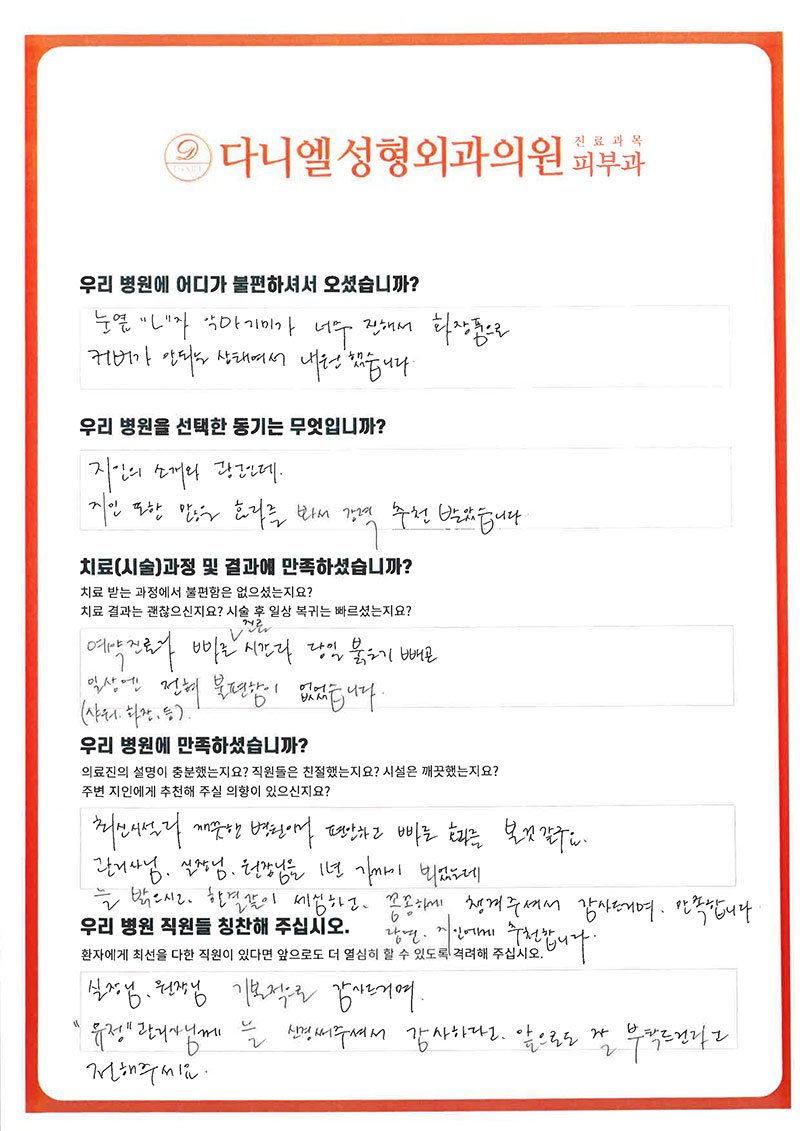 다니엘성형외과의원 진료과목 피부과
우리 병원에 어디가 불편하셔서 오셨습니까?
눈옆 "L"자 악마기미가 너무 진해서 화장품으로
커버가 안되는 상태여서 내원했습니다.
우리 병원을 선택한 동기는 무엇입니까?
지인의 소개와 광고인데.
지인 또한 많은 효과를 봐서 강력 추천 받았습니다.
치료(시술)과정 및 결과에 만족하셨습니까?
치료 받는 과정에서 불편함은 없으셨는지요?
치료 결과는 괜찮으신지요? 시술 후 일상 복귀는 빠르셨는지요?
예약진료라 빠른 진료시간과 당일 붉은기 빼곤
일상엔 전혀 불편함이 없었습니다.
(샤워. 화장. 등).
우리 병원에 만족하셨습니까?
의료진의 설명이 충분했는지요? 직원들은 친절했는지요? 시설은 깨끗했는지요?
주변 지인에게 추천해 주실 의향이 있으신지요?
최신시설과 깨끗한 병원이라 편안하고 빠른 효과를 볼것 같구요.
관리사님, 실장님, 원장님을 1년 가까이 뵈었는데
늘 밝으시고, 한결같이 세심하고, 꼼꼼하게 챙겨주셔서 감사드리며, 만족합니다.
당연, 지인에게 추천합니다.
우리 병원 직원들 칭찬해 주십시오.
환자에게 최선을 다한 직원이 있다면 앞으로도 더 열심히 할 수 있도록 격려해 주십시오.
실장님, 원장님 기본적으로 감사드리며,
"유정"관리사님께 늘 신경써주셔서 감사하다고, 앞으로도 잘 부탁드린다고
전해주세요.